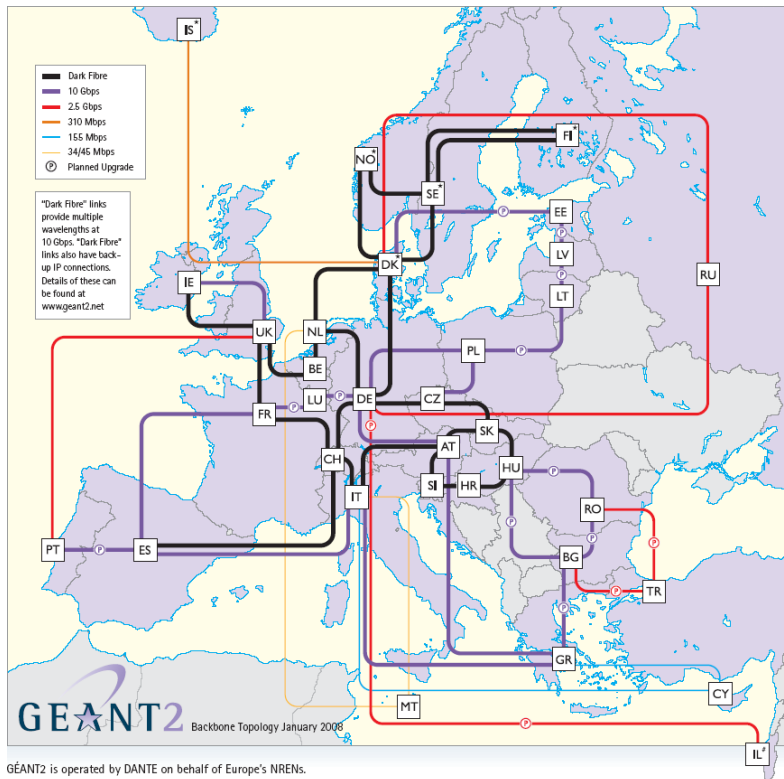 IS*
Dark Fibre
10 Gbps
2.5 Gbps
310 Mbps
155 Mbps
34/45 Mbps
P Planned Upgrade
"Dark Fibre" links
provide multiple
wavelengths at
10 Gbps. "Dark Fibre"
links also have back-
up IP connections.
Details of these can
be found at
www.geant2.net
FI*
NO*
SE*
P
EE
P
LV
DK*
P
RU
IE
LT
UK
NL
PL
P
BE
LU
DE
CZ
P
P
FR
P
SK
AT
CH
HU
P
SI
HR
IT
RO
P
P
P
PT
P
ES
BG
P
TR
P
GR
CY
MT
GEANT2
Backbone Topology January 2008
P
IL#
GÉANT2 is operated by DANTE on behalf of Europe's NRENs.